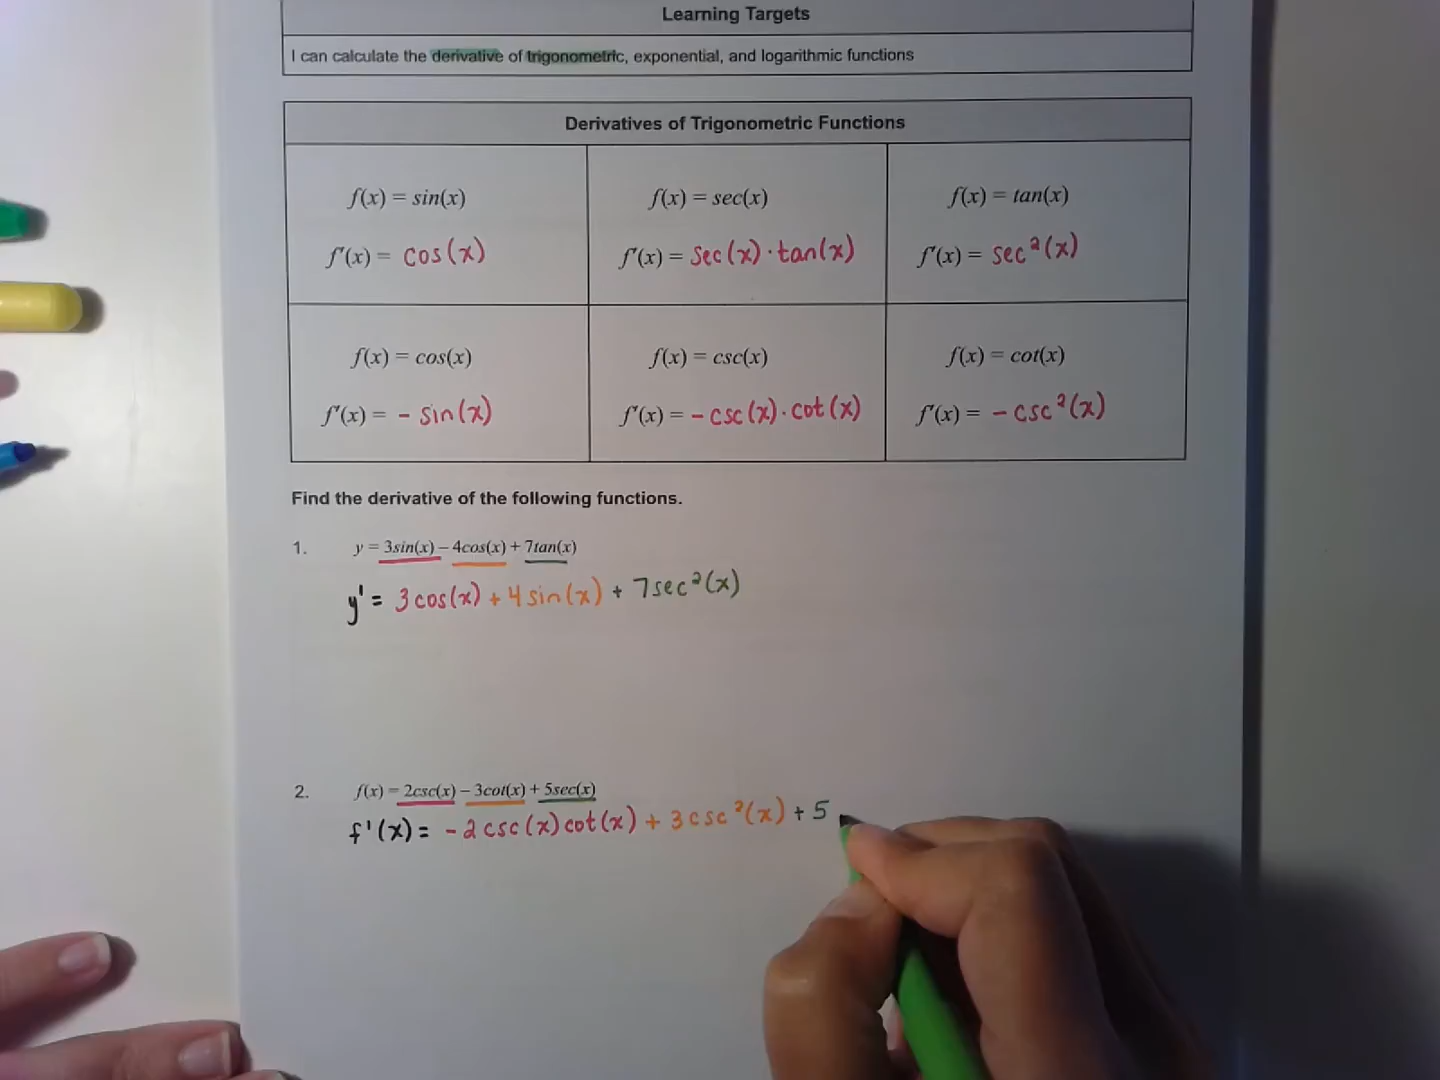 Learning Targets
I can calculate the derivative of trigonometric, exponential, and logarithmic functions
Derivatives of Trigonometric Functions
f(x) = sin(x)
f'(x) = cos(x)
f(x) = sec(x)
f'(x) = sec(x) · tan(x)
f(x) = tan(x)
f'(x) = sec²(x)
f(x) = cos(x)
f'(x) = - sin(x)
f(x) = csc(x)
f'(x) = - csc(x) · cot(x)
f(x) = cot(x)
f'(x) = - csc²(x)
Find the derivative of the following functions.
1. y = 3sin(x) − 4cos(x) + 7tan(x)
y' = 3cos(x) + 4sin(x) + 7sec²(x)
2. f(x) = 2csc(x) − 3cot(x) + 5sec(x)
f'(x) = -2csc(x)cot(x) + 3csc²(x) + 5